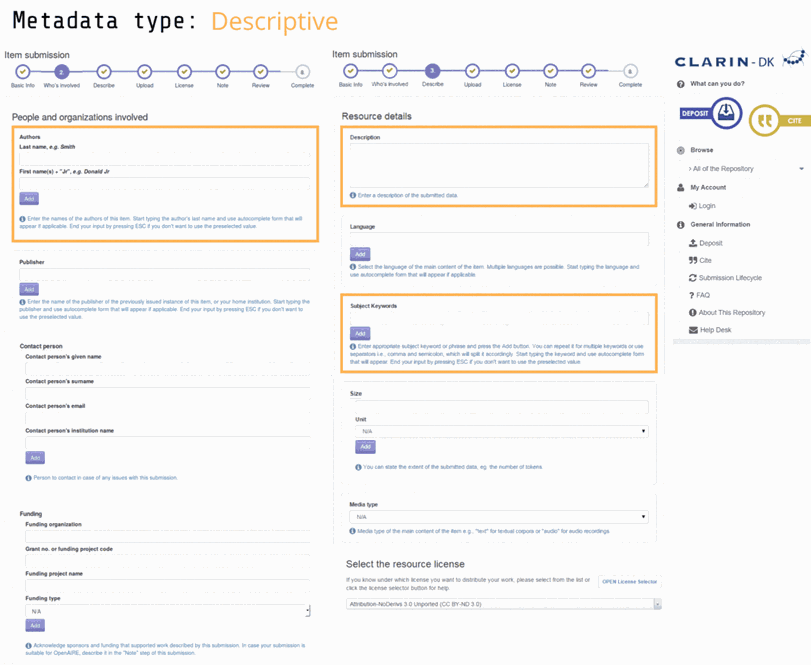 Metadata type: Descriptive
Item submission
2.
8.
Basic Info Who's involved Describe Upload License Note Review Complete
People and organizations involved
Authors
Last name, e.g. Smith
First name(s) + "Jr", e.g. Donald Jr
Add
Enter the names of the authors of this item. Start typing the author's last name and use autocomplete form that will
appear if applicable. End your input by pressing ESC if you don't want to use the preselected value.
Publisher
Add
Enter the name of the publisher of the previously issued instance of this item, or your home institution. Start typing the
publisher and use autocomplete form that will appear if applicable. End your input by pressing ESC if you don't want to
use the preselected value.
Contact person
Contact person's given name
Contact person's surname
Contact person's email
Contact person's institution name
Add
Person to contact in case of any issues with this submission.
Funding
Funding organization
Grant no. or funding project code
Funding project name
Funding type
N/A
Add
Acknowledge sponsors and funding that supported work described by this submission. In case your submission is
suitable for OpenAIRE, describe it in the "Note" step of this submission.
Item submission
3.
8.
Basic Info Who's involved Describe Upload License Note Review Complete
Resource details
Description
Enter a description of the submitted data.
Language
Add
Select the language of the main content of the item. Multiple languages are possible. Start typing the language and
use autocomplete form that will appear if applicable.
Subject Keywords
Add
Enter appropriate subject keyword or phrase and press the Add button. You can repeat it for multiple keywords or use
separators i.e., comma and semicolon, which will split it accordingly. Start typing the keyword and use autocomplete form
that will appear. End your input by pressing ESC if you don't want to use the preselected value
Size
Unit
N/A
Add
You can state the extent of the submitted data, eg. the number of tokens.
Media type
N/A
Media type of the main content of the item e.g., "text" for textual corpora or "audio" for audio recordings.
Select the resource license
If you know under which license you want to distribute your work, please select from the list or
click the license selector button for help.
OPEN License Selector
Attribution-NoDerivs 3.0 Unported (CC BY-ND 3.0)
CLARIN-DK
What can you do?
DEPOSIT
CITE
Browse
› All of the Repository
My Account
Login
General Information
Deposit
Cite
Submission Lifecycle
? FAQ
About This Repository
Help Desk